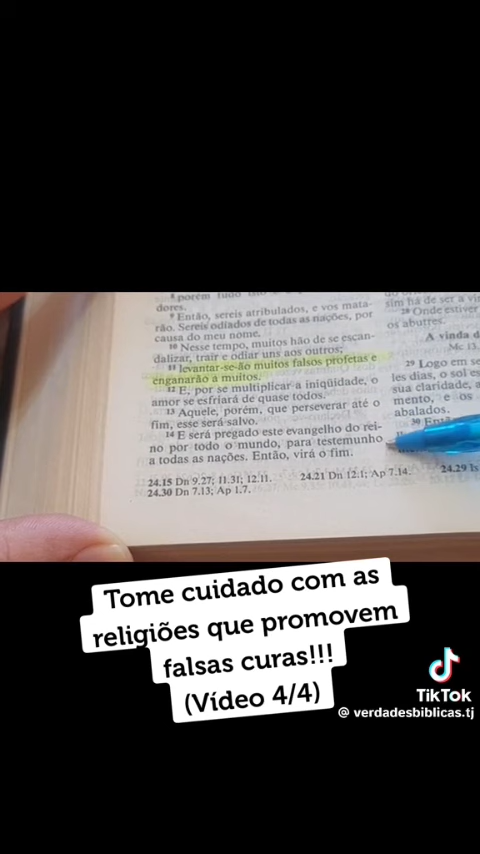 porém tudo
dores.
9 Então, sereis atribulados, e vos mata-
rão. Sereis odiados de todas as nações, por
causa do meu nome.
10 Nesse tempo, muitos hão de se escan-
dalizar, trair e odiar uns aos outros;
11 levantar-se-ão muitos falsos profetas e
enganarão a muitos.
12 E, por se multiplicar a iniqüidade, o
amor se esfriará de quase todos.
13 Aquele, porém, que perseverar até o
fim, esse será salvo.
14 E será pregado este evangelho do rei-
no por todo o mundo, para testemunho
a todas as nações. Então, virá o fim.
sim há de ser a
28 Onde estiver
os abutres.
A vinda d
Mc 13.
29 Logo em se
les dias, o sol es
sua claridade, a
mento, e os
abalados.
30
24.15 Dn 9.27; 11.31; 12.11. 24.21 Dn 12.1; Ap 7.14. 24.29 Is
24.30 Dn 7.13; Ap 1.7.
Tome cuidado com as
religiões que promovem
falsas curas!!!
(Vídeo 4/4)
TikTok
@ verdadesbiblicas.tj